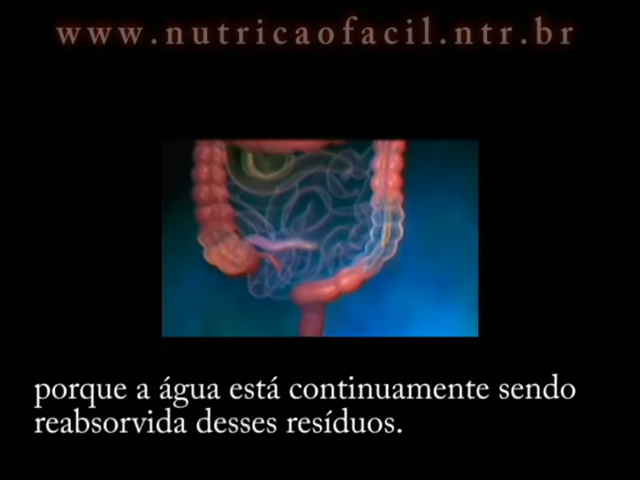 www.nutricaofacil.ntr.br
porque a água está continuamente sendo
reabsorvida desses resíduos.